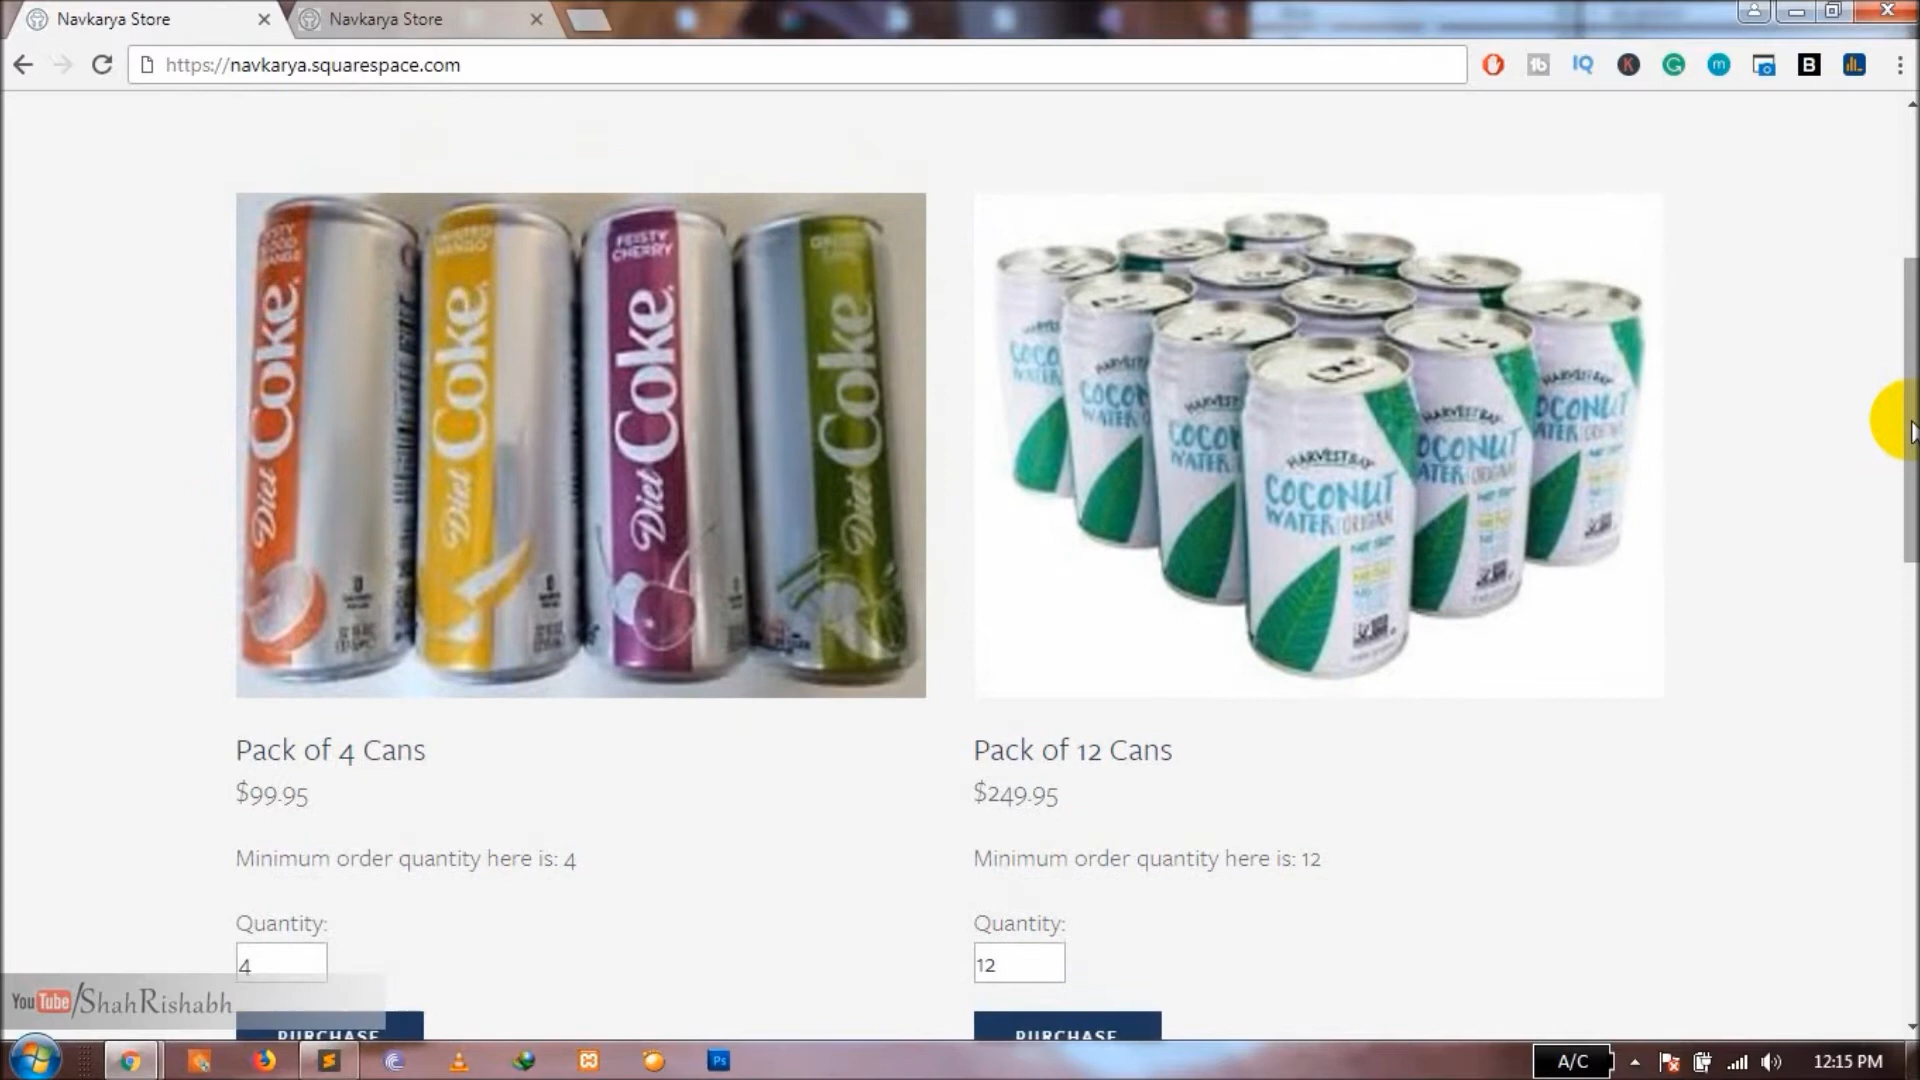 Navkarya Store
Navkarya Store
https://navkarya.squarespace.com
IQ
K
G
m
B
FEISTY
CHERRY
Diet Coke
Diet Coke
Diet Coke
Diet Coke
HARVEST BAY
COCONUT
WATER ORIGINAL
Pack of 4 Cans
$99.95
Minimum order quantity here is: 4
Quantity:
4
PURCHASE
Pack of 12 Cans
$249.95
Minimum order quantity here is: 12
Quantity:
12
PURCHASE
YouTube/ShahRishabh
Ps
A/C
12:15 PM